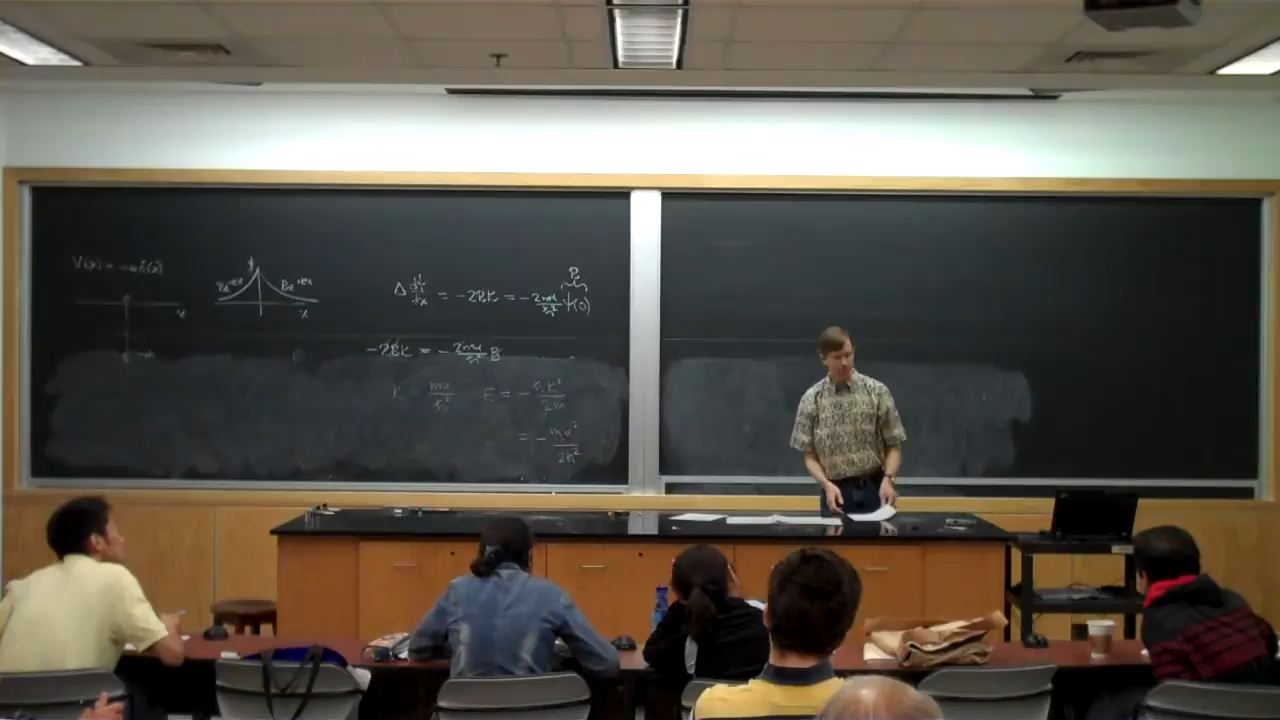 V(x) = -αδ(x)
x
ψ
Be^κx Be^-κx
x
Δ dψ/dx = -2Bκ = -2mα/ħ² ψ(0)
B
-2Bκ = -2mα/ħ² B
κ = mα/ħ² E = -ħ²κ²/2m
= -mα²/2ħ²